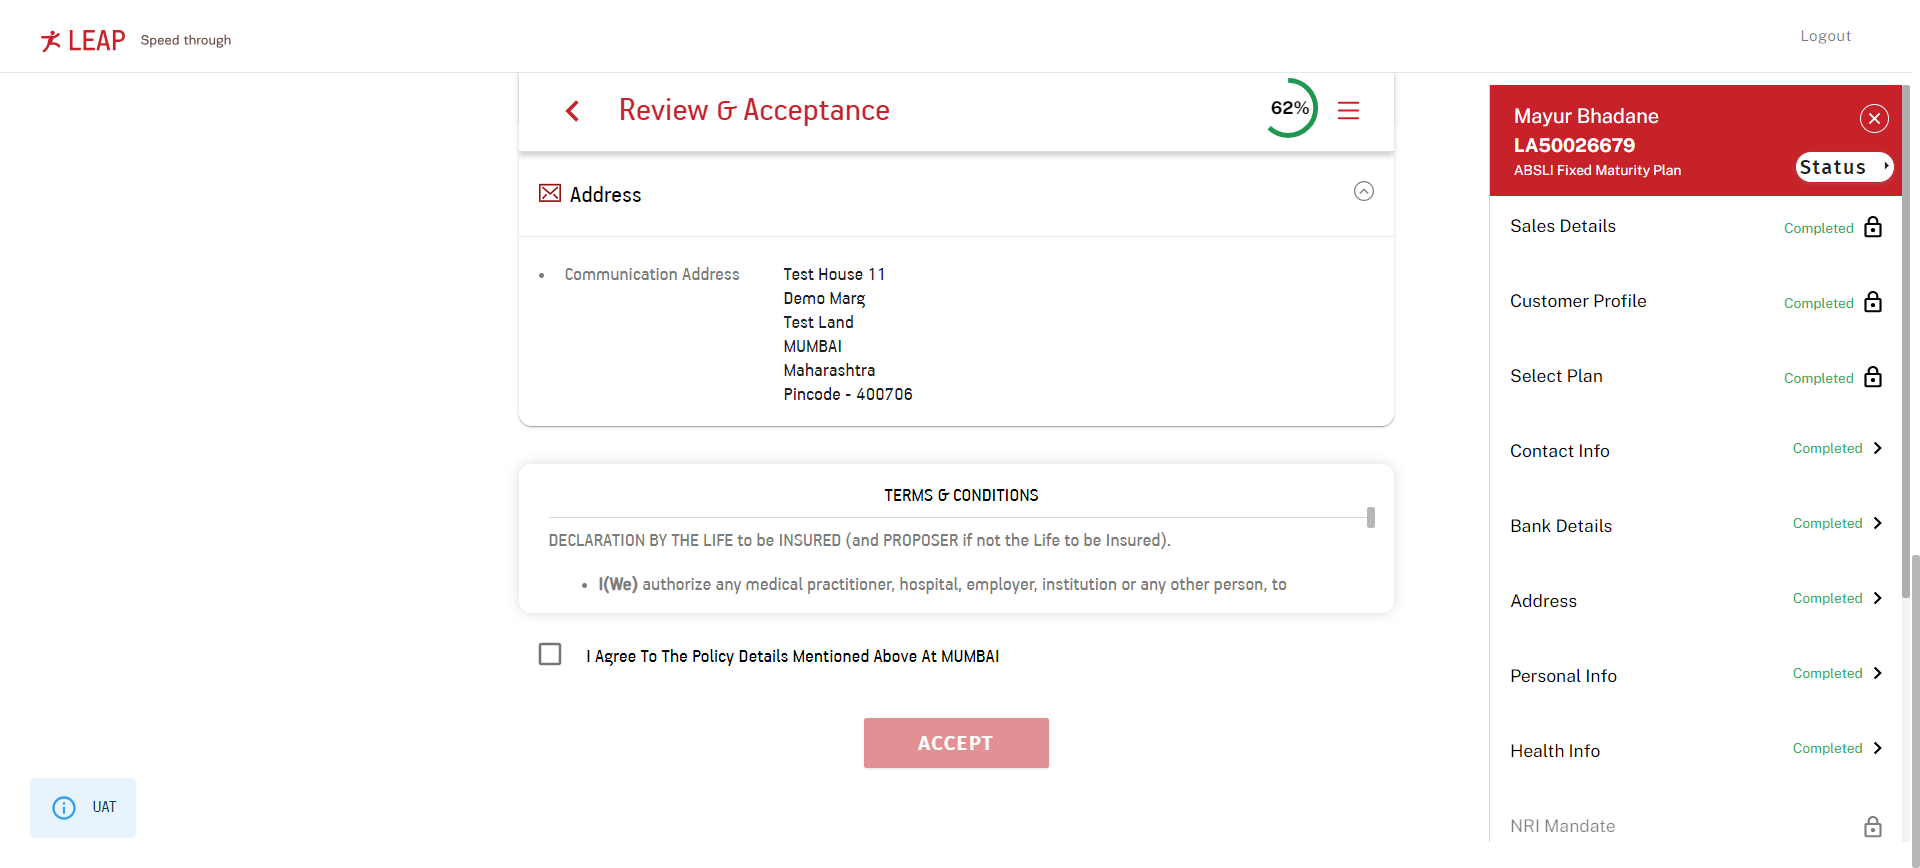 LEAP Speed through
Logout
Review & Acceptance
62%
Address
Communication Address
Test House 11
Demo Marg
Test Land
MUMBAI
Maharashtra
Pincode - 400706
TERMS & CONDITIONS
DECLARATION BY THE LIFE to be INSURED (and PROPOSER if not the Life to be Insured).
• I(We) authorize any medical practitioner, hospital, employer, institution or any other person, to
I Agree To The Policy Details Mentioned Above At MUMBAI
ACCEPT
UAT
Mayur Bhadane
LA50026679
ABSLI Fixed Maturity Plan
Status
Sales Details Completed
Customer Profile Completed
Select Plan Completed
Contact Info Completed
Bank Details Completed
Address Completed
Personal Info Completed
Health Info Completed
NRI Mandate